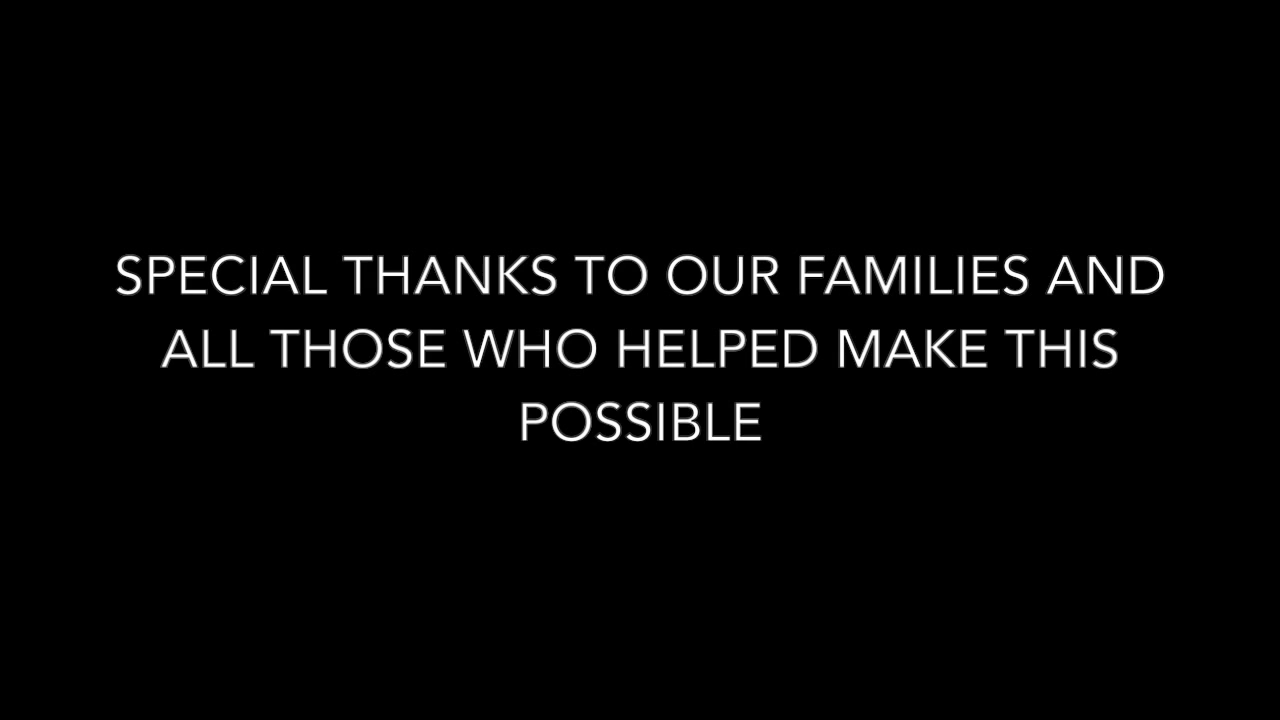 SPECIAL THANKS TO OUR FAMILIES AND
ALL THOSE WHO HELPED MAKE THIS
POSSIBLE